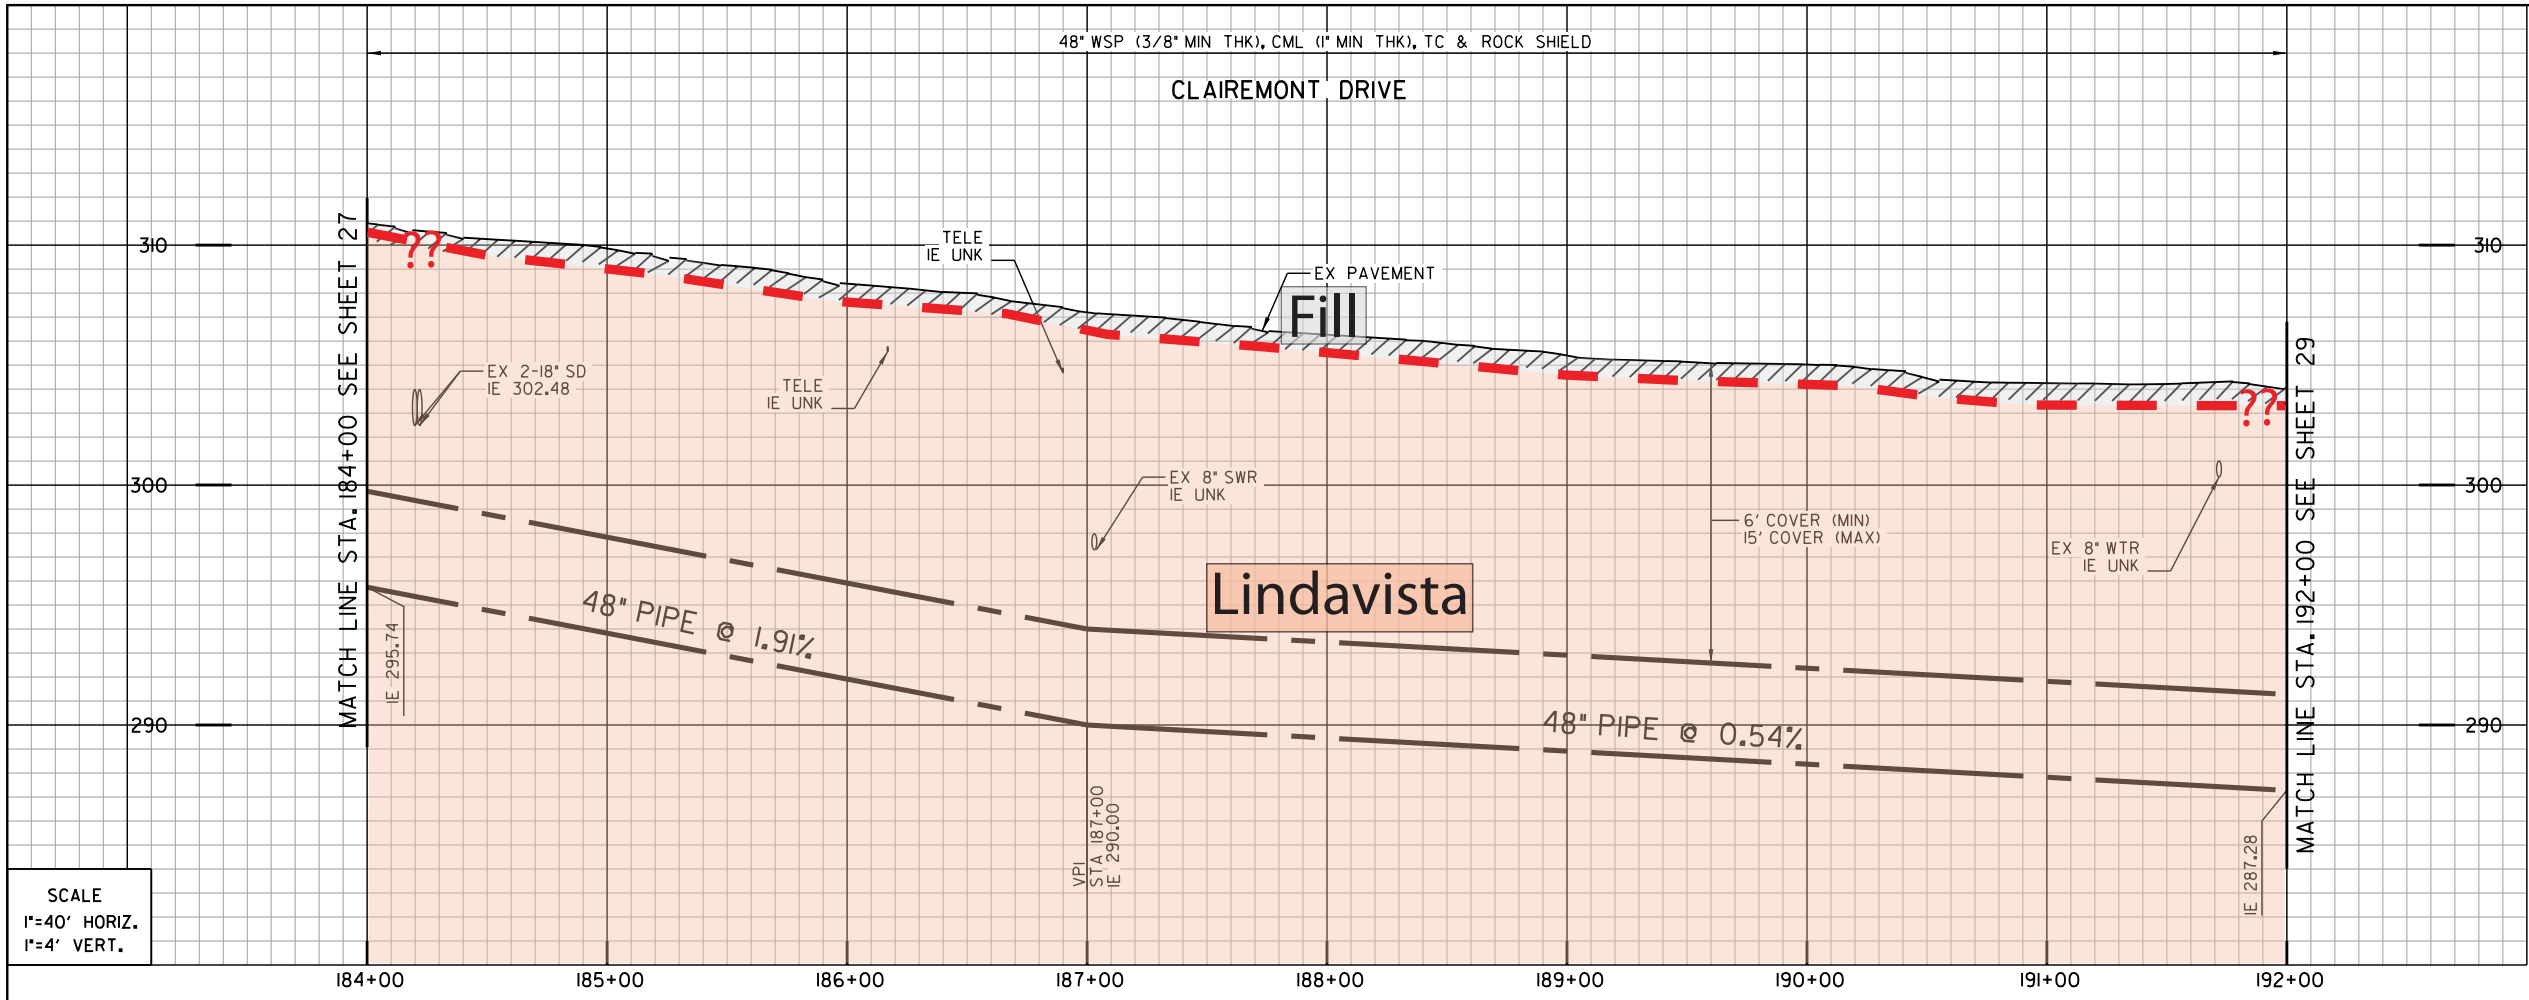 48" WSP (3/8" MIN THK), CML (1" MIN THK), TC & ROCK SHIELD
CLAIREMONT DRIVE
MATCH LINE STA. 184+00 SEE SHEET 27
310
300
290
??
TELE
IE UNK
EX PAVEMENT
Fill
310
EX 2-18" SD
IE 302.48
TELE
IE UNK
??
EX 8" SWR
IE UNK
300
6' COVER (MIN)
15' COVER (MAX)
EX 8" WTR
IE UNK
Lindavista
48" PIPE @ 1.91%
IE 295.74
48" PIPE @ 0.54%
290
VPI
STA 187+00
IE 290.00
IE 287.28
MATCH LINE STA. 192+00 SEE SHEET 29
SCALE
1"=40' HORIZ.
1"=4' VERT.
184+00
185+00
186+00
187+00
188+00
189+00
190+00
191+00
192+00